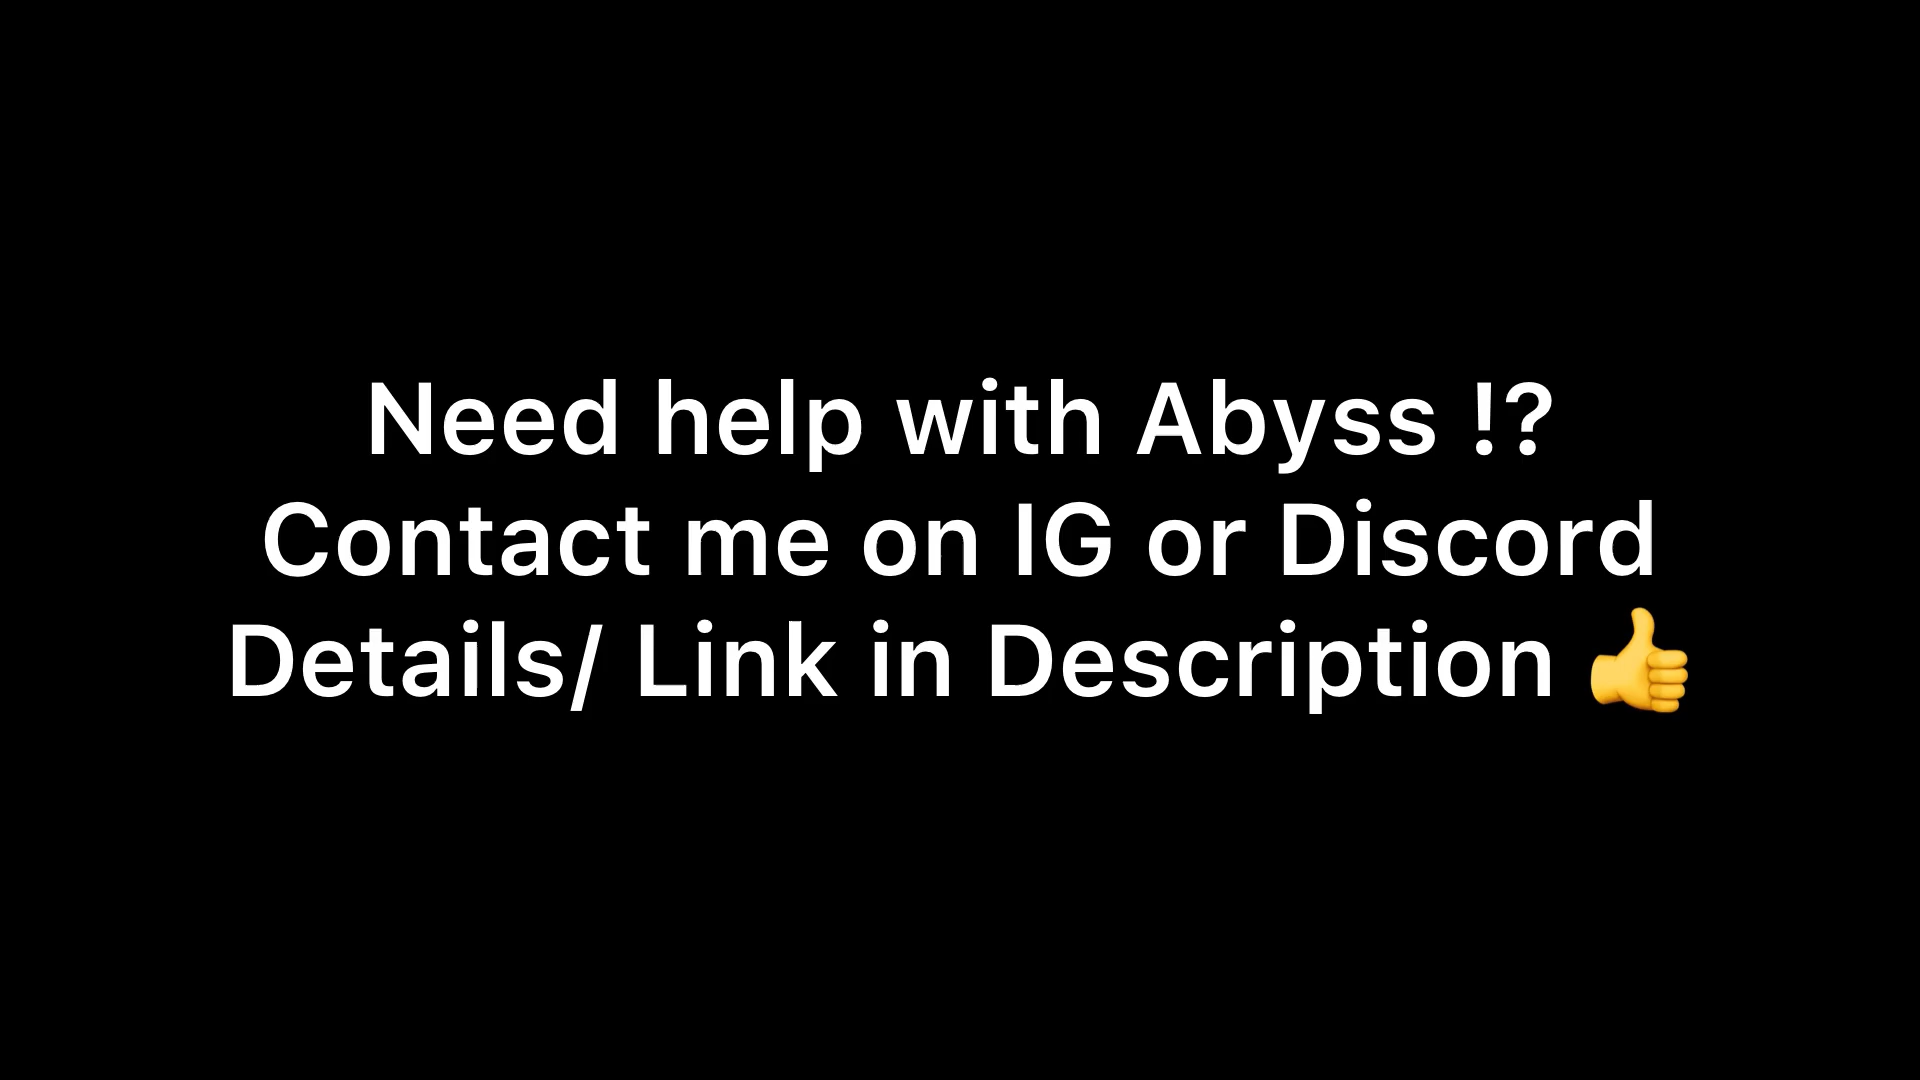 Need help with Abyss !?
Contact me on IG or Discord
Details/ Link in Description 👍